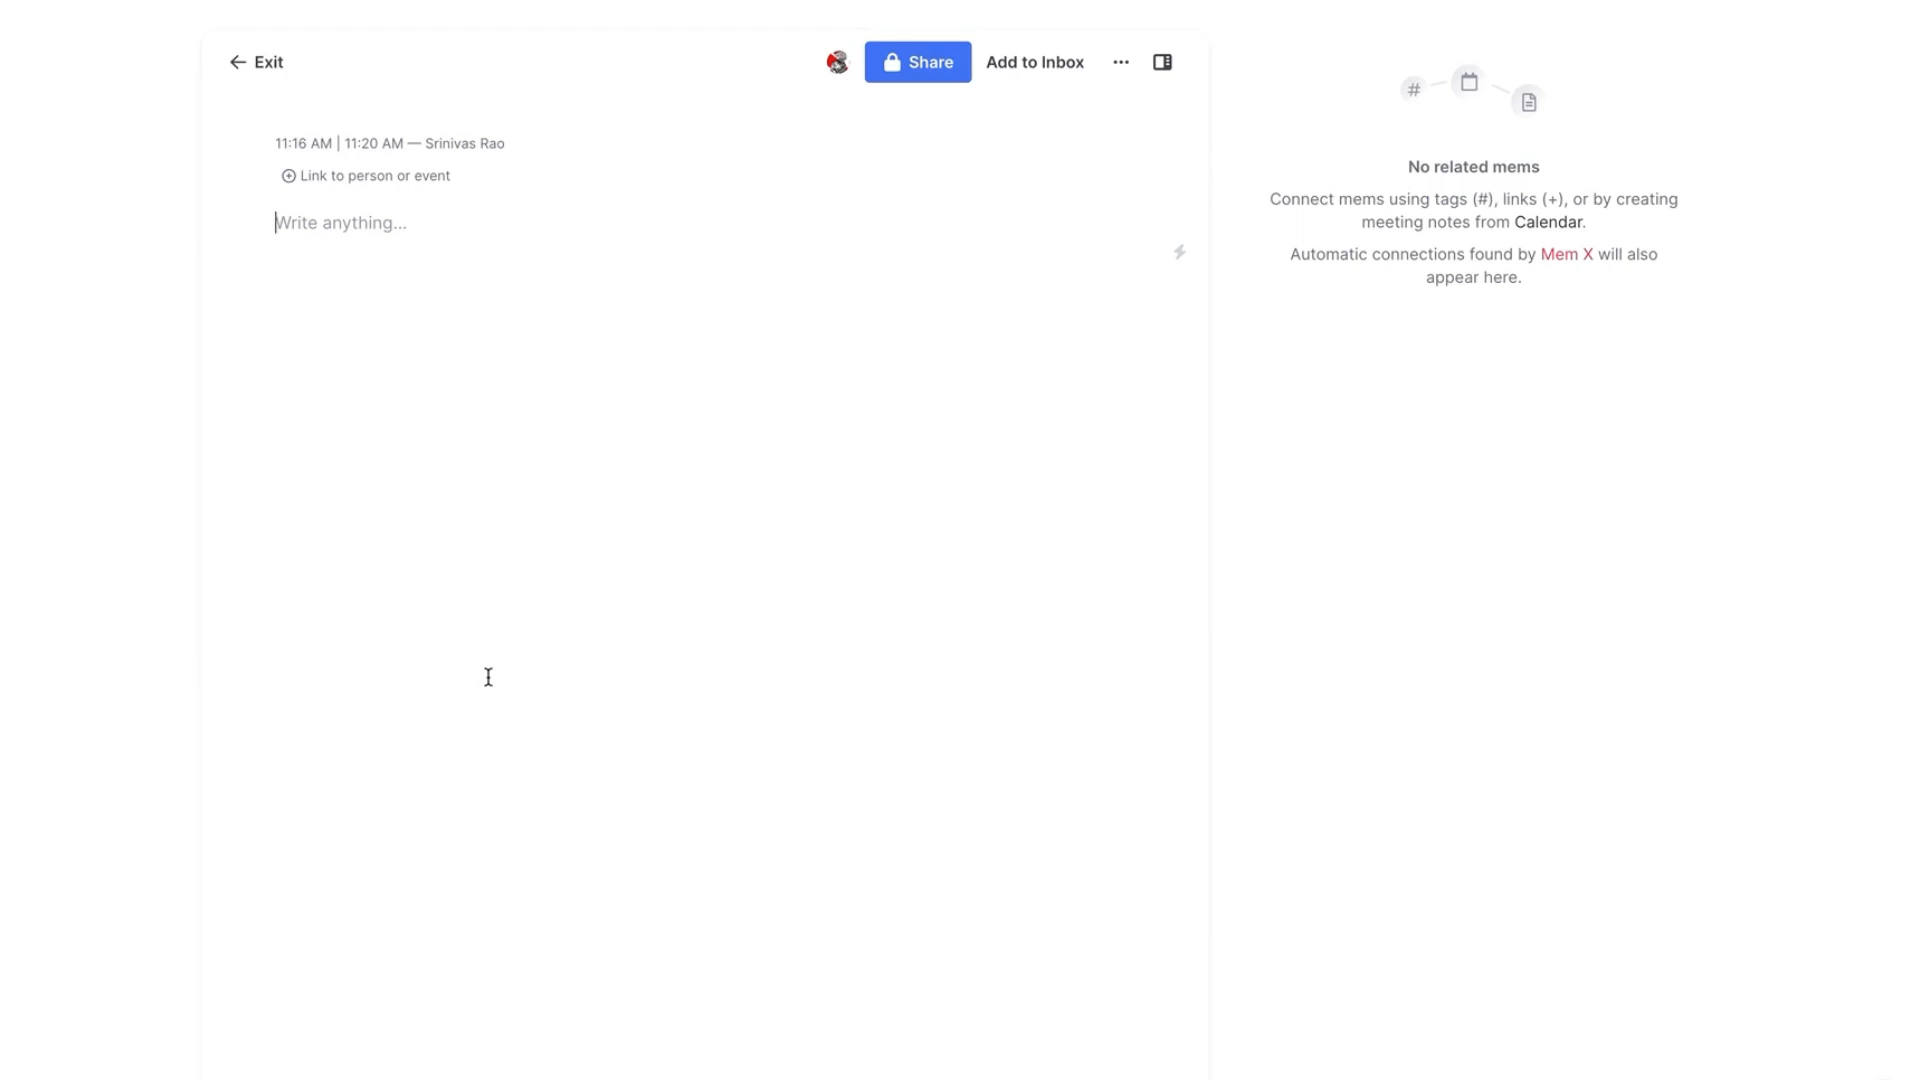 Exit
Share
Add to Inbox
11:16 AM | 11:20 AM — Srinivas Rao
Link to person or event
Write anything...
#
No related mems
Connect mems using tags (#), links (+), or by creating
meeting notes from Calendar.
Automatic connections found by Mem X will also
appear here.